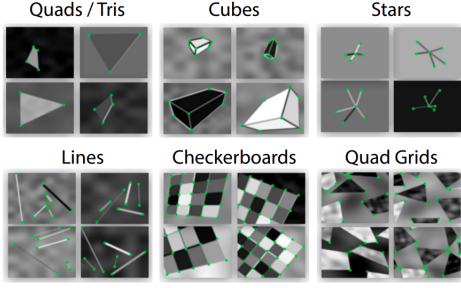 Quads / Tris
Cubes
Stars
Lines
Checkerboards
Quad Grids